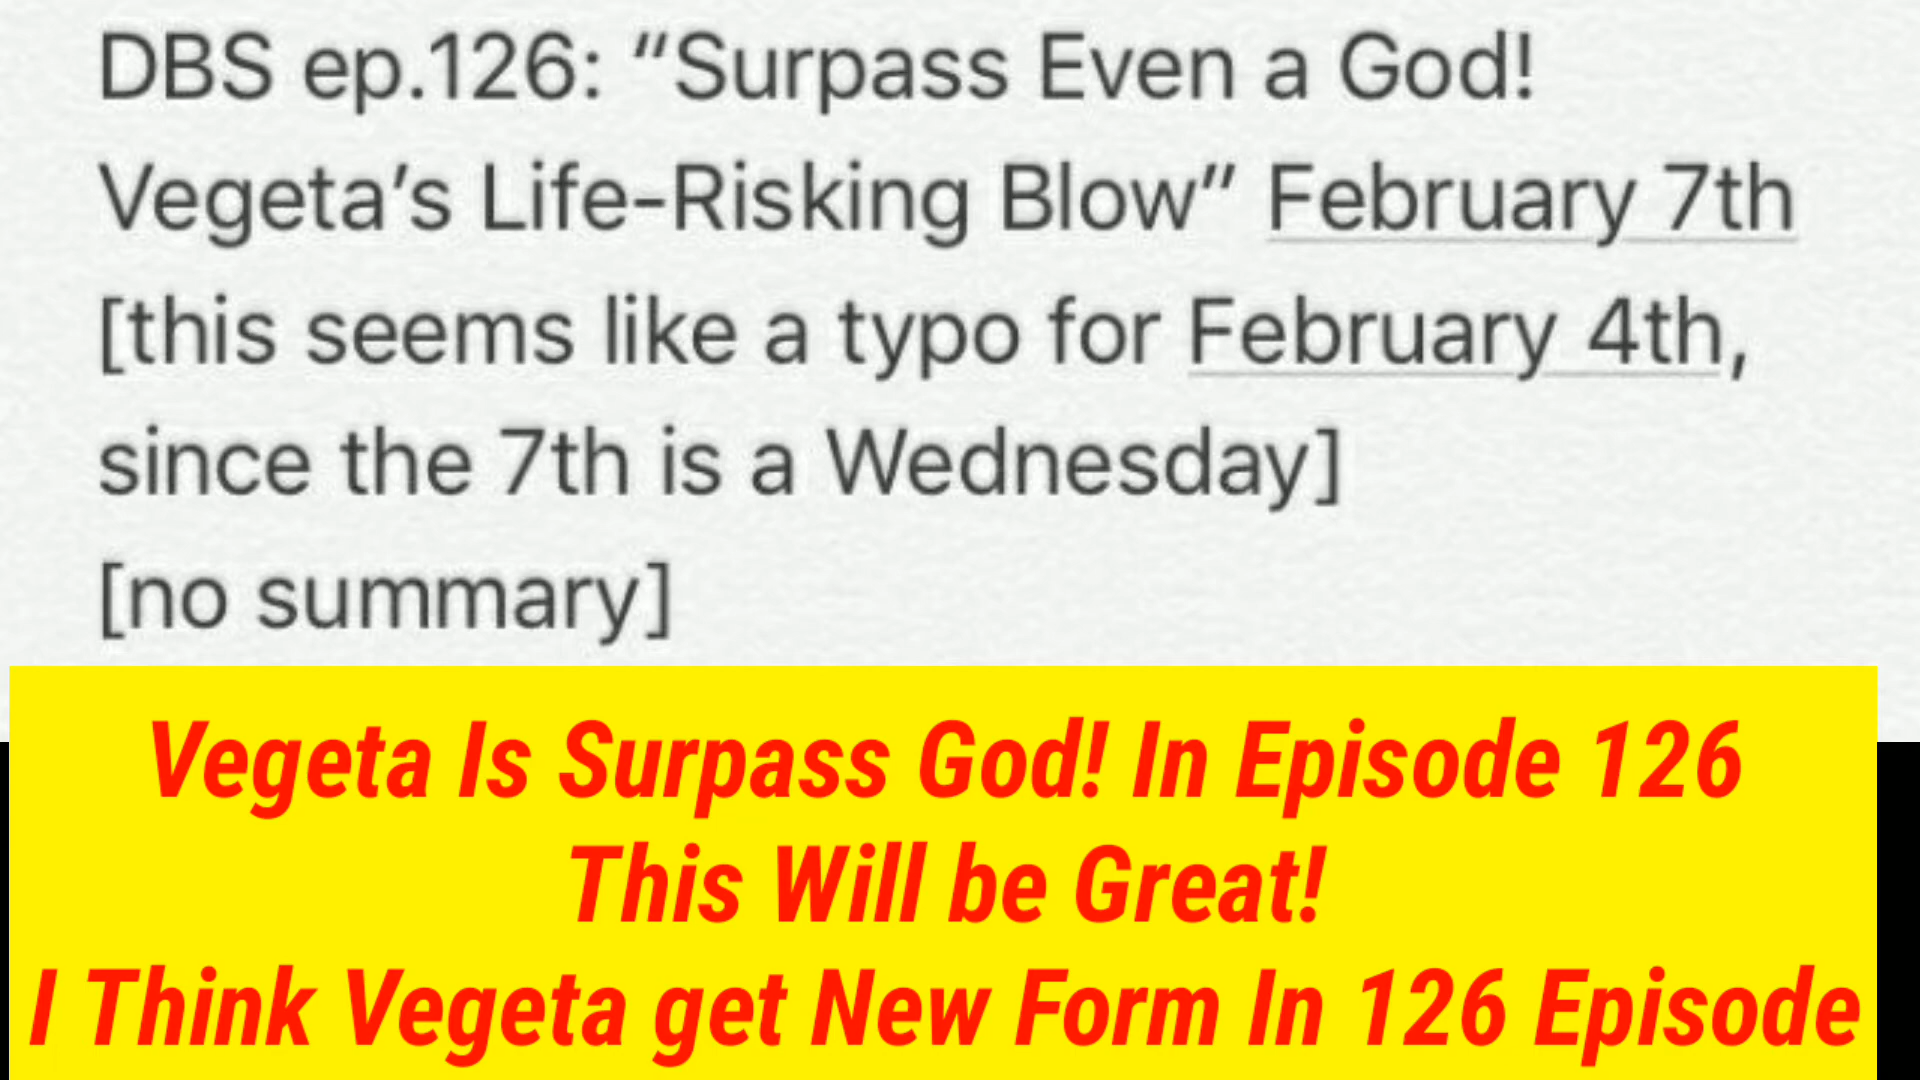 DBS ep.126: “Surpass Even a God!
Vegeta’s Life-Risking Blow” February 7th
[this seems like a typo for February 4th,
since the 7th is a Wednesday]
[no summary]
Vegeta Is Surpass God! In Episode 126
This Will be Great!
I Think Vegeta get New Form In 126 Episode